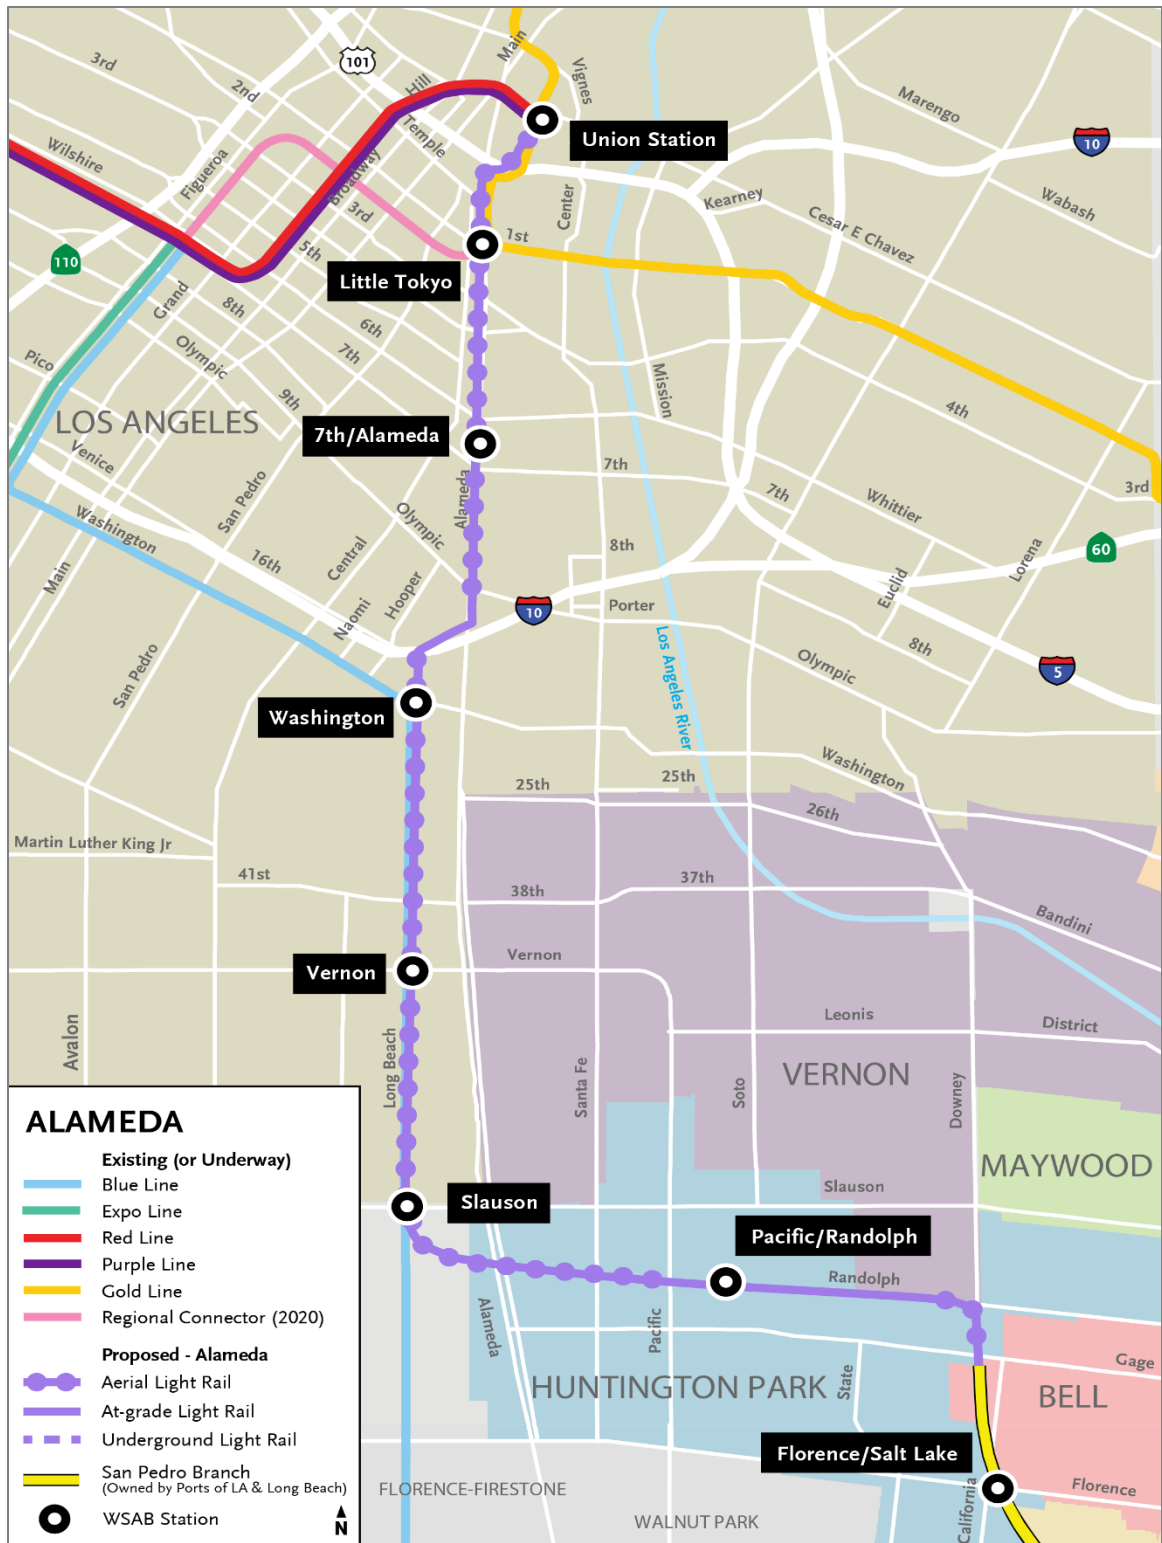 Main
3rd
101
Vignes
2nd
Hill
Marengo
Temple
Union Station
10
Wilshire
Figueroa
Broadway
Kearney
Wabash
3rd
Center
Cesar E Chavez
1st
110
5th
Little Tokyo
Grand
8th
6th
Olympic
7th
Pico
Mission
9th
4th
LOS ANGELES
7th/Alameda
Venice
7th
San Pedro
Alameda
7th
3rd
Whittier
Olympic
Washington
8th
60
16th
Central
Lorena
Main
Hooper
Euclid
Naomi
10
Porter
8th
San Pedro
Los Angeles River
Olympic
5
Washington
Washington
25th
25th
26th
Martin Luther King Jr
41st
38th
37th
Bandini
Vernon
Vernon
Leonis
District
Avalon
Long Beach
Santa Fe
Soto
VERNON
Downey
MAYWOOD
Slauson
Slauson
Pacific/Randolph
Randolph
Alameda
Pacific
State
Gage
HUNTINGTON PARK
BELL
Florence/Salt Lake
FLORENCE-FIRESTONE
Florence
California
WALNUT PARK
ALAMEDA
Existing (or Underway)
Blue Line
Expo Line
Red Line
Purple Line
Gold Line
Regional Connector (2020)
Proposed - Alameda
Aerial Light Rail
At-grade Light Rail
Underground Light Rail
San Pedro Branch
(Owned by Ports of LA & Long Beach)
WSAB Station
N